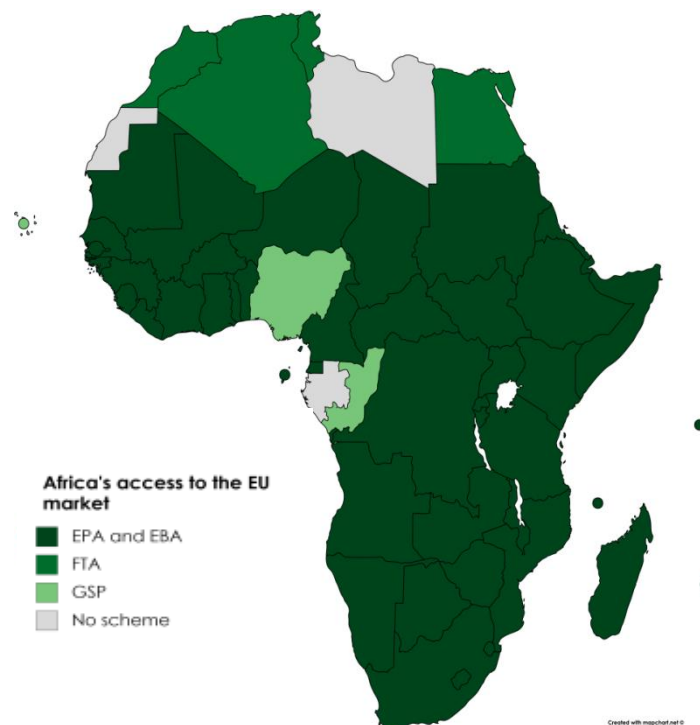 Africa's access to the EU
market
EPA and EBA
FTA
GSP
No scheme
Created with mapchart.net ©